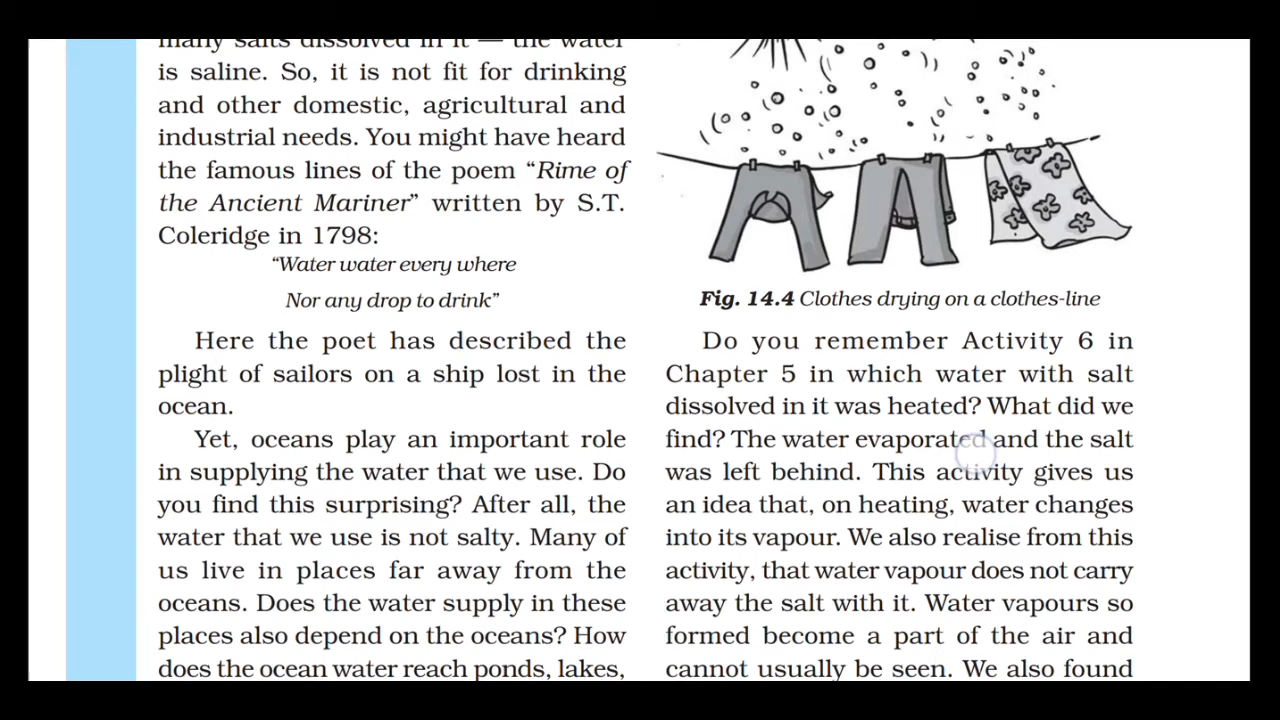 many salts dissolved in it — the water
is saline. So, it is not fit for drinking
and other domestic, agricultural and
industrial needs. You might have heard
the famous lines of the poem “Rime of
the Ancient Mariner” written by S.T.
Coleridge in 1798:
“Water water every where
Nor any drop to drink”
Here the poet has described the
plight of sailors on a ship lost in the
ocean.
Yet, oceans play an important role
in supplying the water that we use. Do
you find this surprising? After all, the
water that we use is not salty. Many of
us live in places far away from the
oceans. Does the water supply in these
places also depend on the oceans? How
does the ocean water reach ponds, lakes,
Fig. 14.4 Clothes drying on a clothes-line
Do you remember Activity 6 in
Chapter 5 in which water with salt
dissolved in it was heated? What did we
find? The water evaporated and the salt
was left behind. This activity gives us
an idea that, on heating, water changes
into its vapour. We also realise from this
activity, that water vapour does not carry
away the salt with it. Water vapours so
formed become a part of the air and
cannot usually be seen. We also found